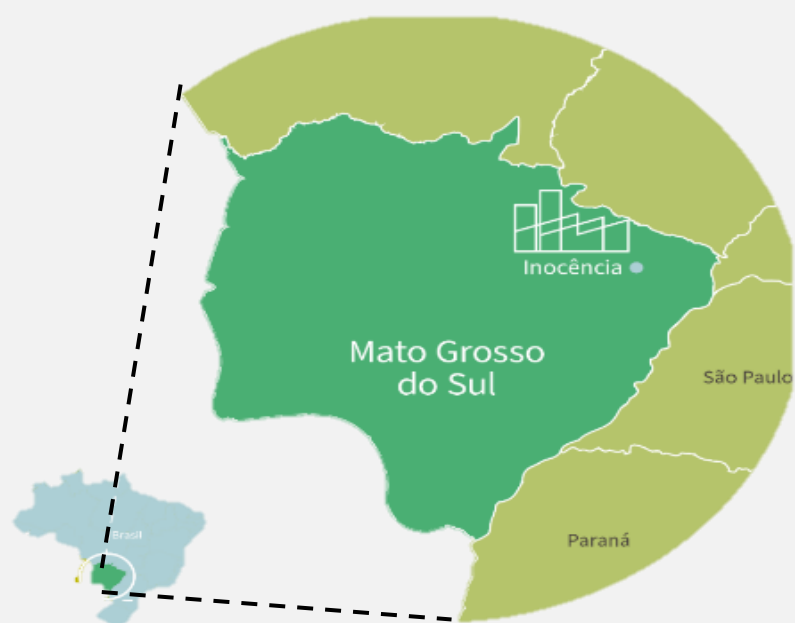 Inocência
Mato Grosso
do Sul
São Paulo
Brasil
Paraná